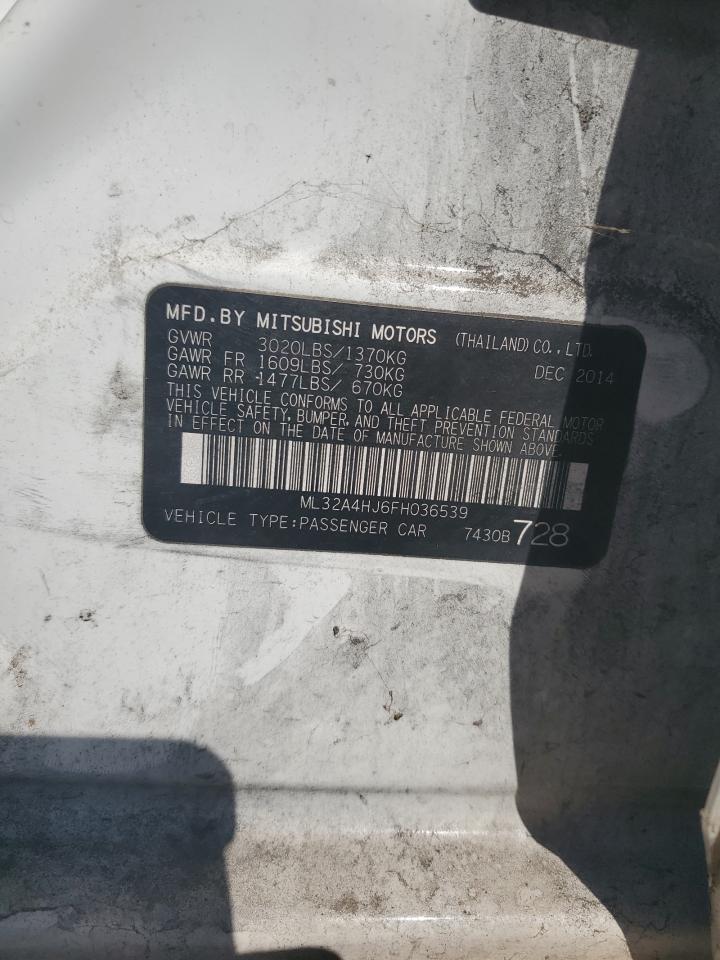 MFD.BY MITSUBISHI MOTORS (THAILAND)CO.,LTD.
GVWR 3020LBS/1370KG DEC 2014
GAWR FR 1609LBS/ 730KG
GAWR RR 1477LBS/ 670KG
THIS VEHICLE CONFORMS TO ALL APPLICABLE FEDERAL MOTOR
VEHICLE SAFETY, BUMPER, AND THEFT PREVENTION STANDARDS
IN EFFECT ON THE DATE OF MANUFACTURE SHOWN ABOVE.
ML32A4HJ6FH036539
VEHICLE TYPE:PASSENGER CAR 7430B 728